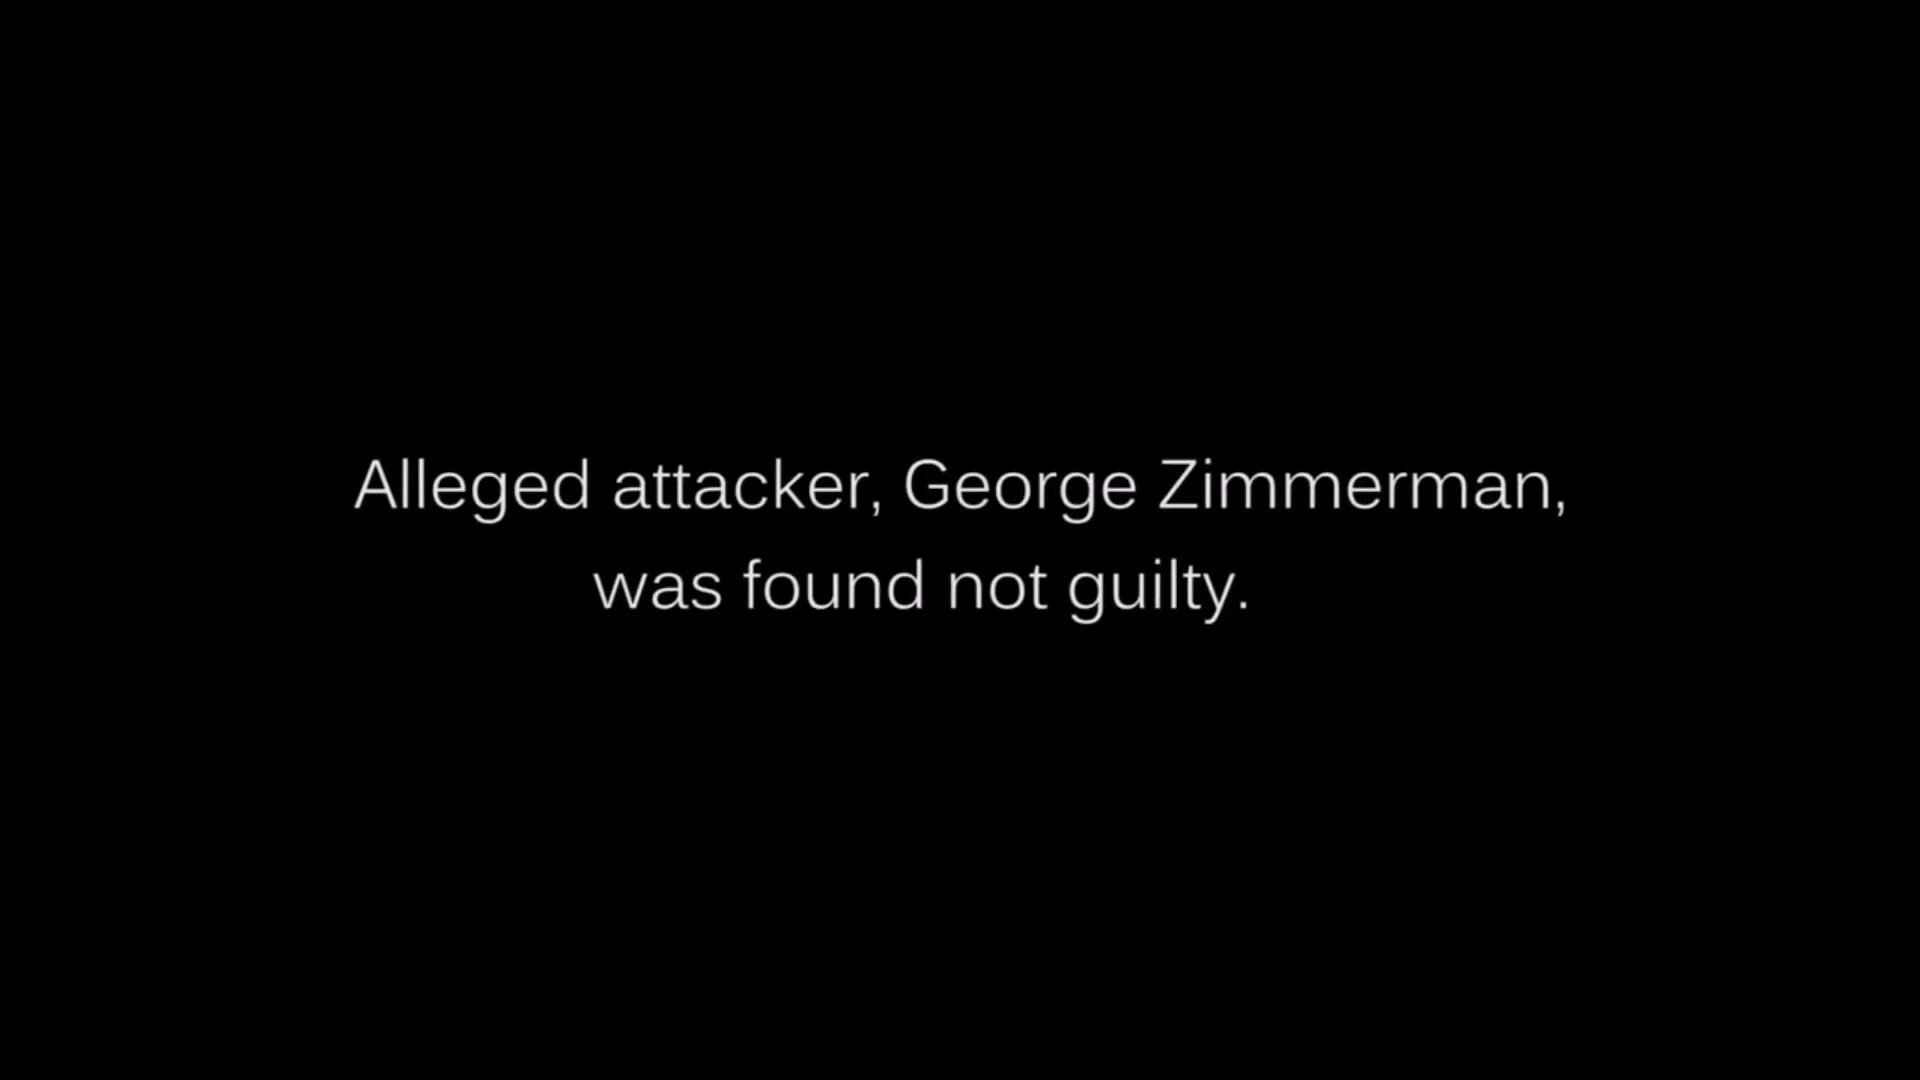 Alleged attacker, George Zimmerman,
was found not guilty.